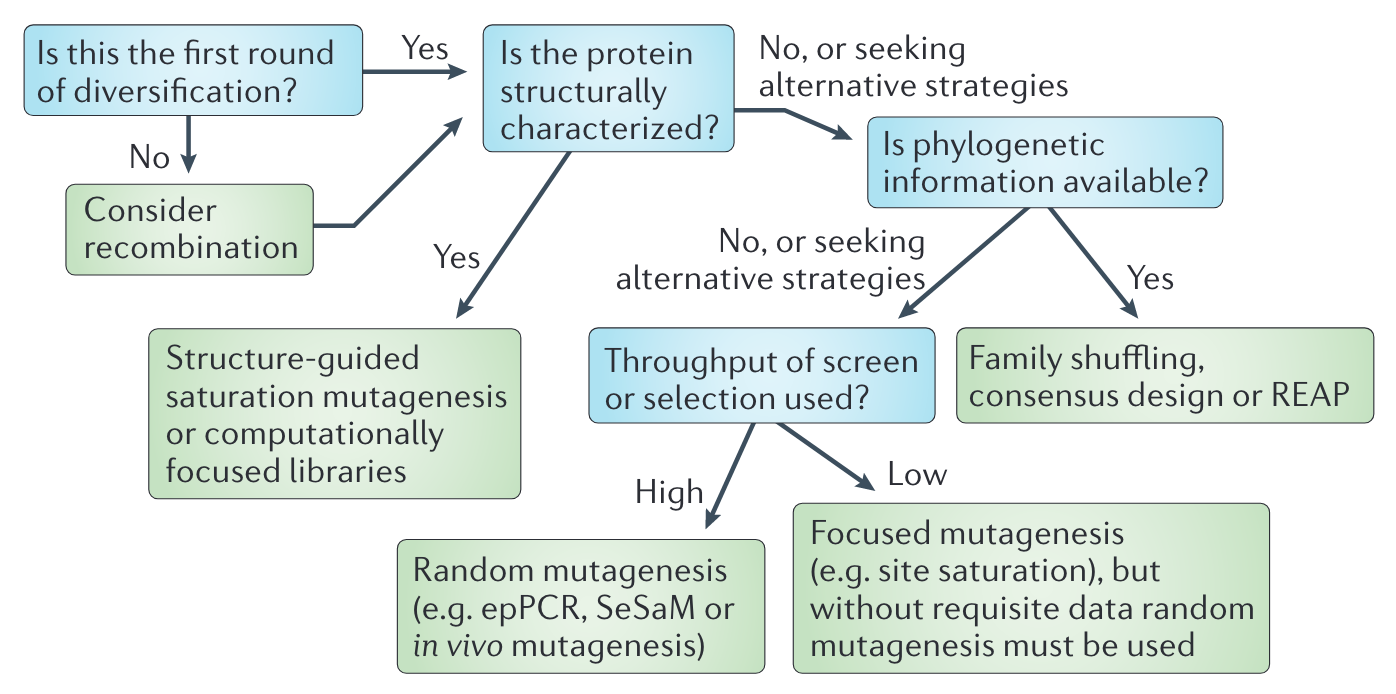 Is this the first round
of diversification?
Yes
No
Consider
recombination
Is the protein
structurally
characterized?
No, or seeking
alternative strategies
Yes
Structure-guided
saturation mutagenesis
or computationally
focused libraries
Is phylogenetic
information available?
No, or seeking
alternative strategies
Yes
Throughput of screen
or selection used?
Family shuffling,
consensus design or REAP
High
Low
Random mutagenesis
(e.g. epPCR, SeSaM or
in vivo mutagenesis)
Focused mutagenesis
(e.g. site saturation), but
without requisite data random
mutagenesis must be used